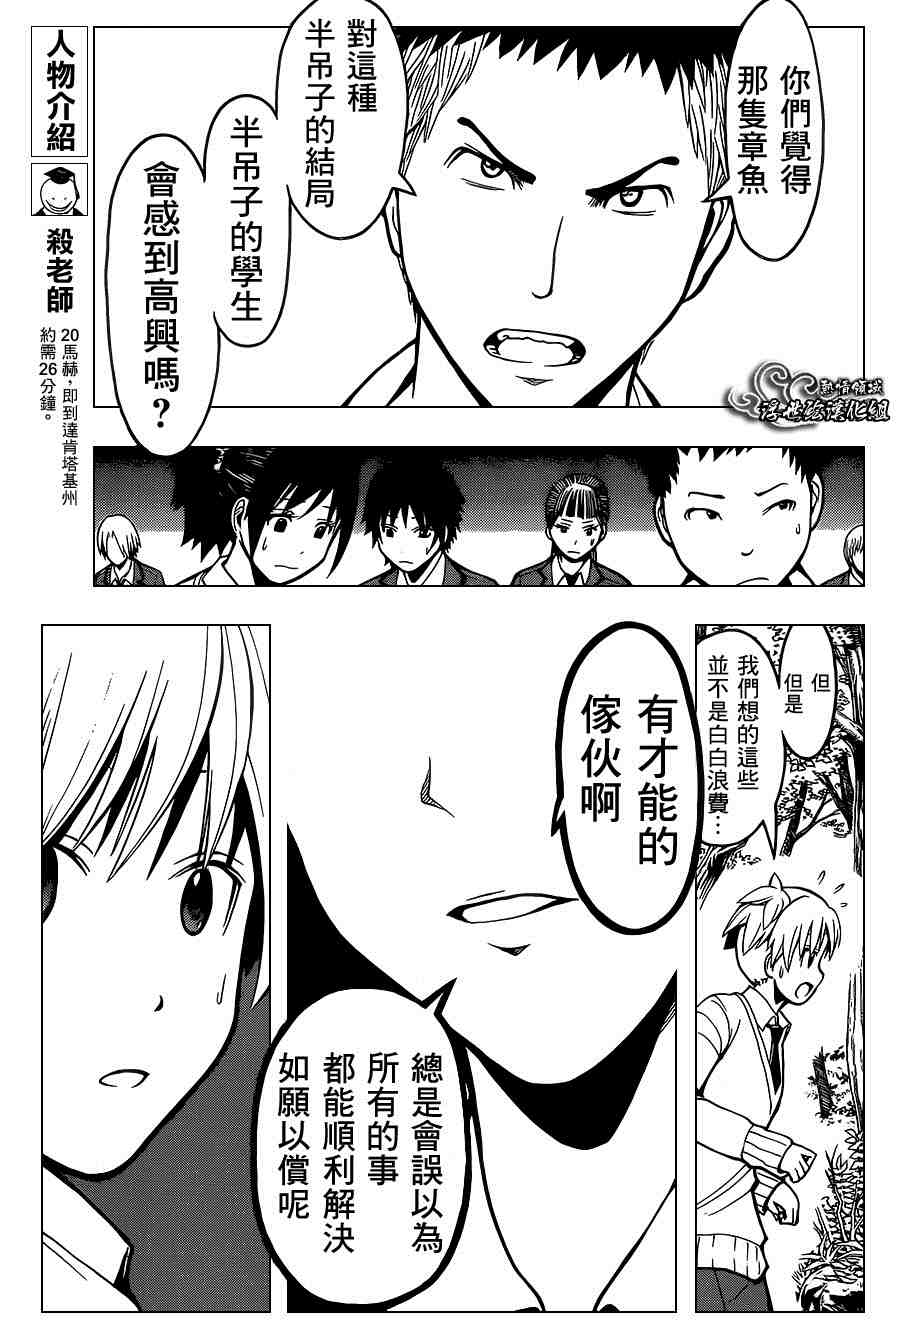 你們覺得
那隻章魚
對這種
半吊子的結局
半吊子的學生
會感到高興嗎?
人物介紹
殺老師
20馬赫,即到達肯塔基州
約需26分鐘。
熱情領域
但
但是
我們想的這些
並不是白白浪費…
有才能的
傢伙啊
總是會誤以為
所有的事
都能順利解決
如願以償呢